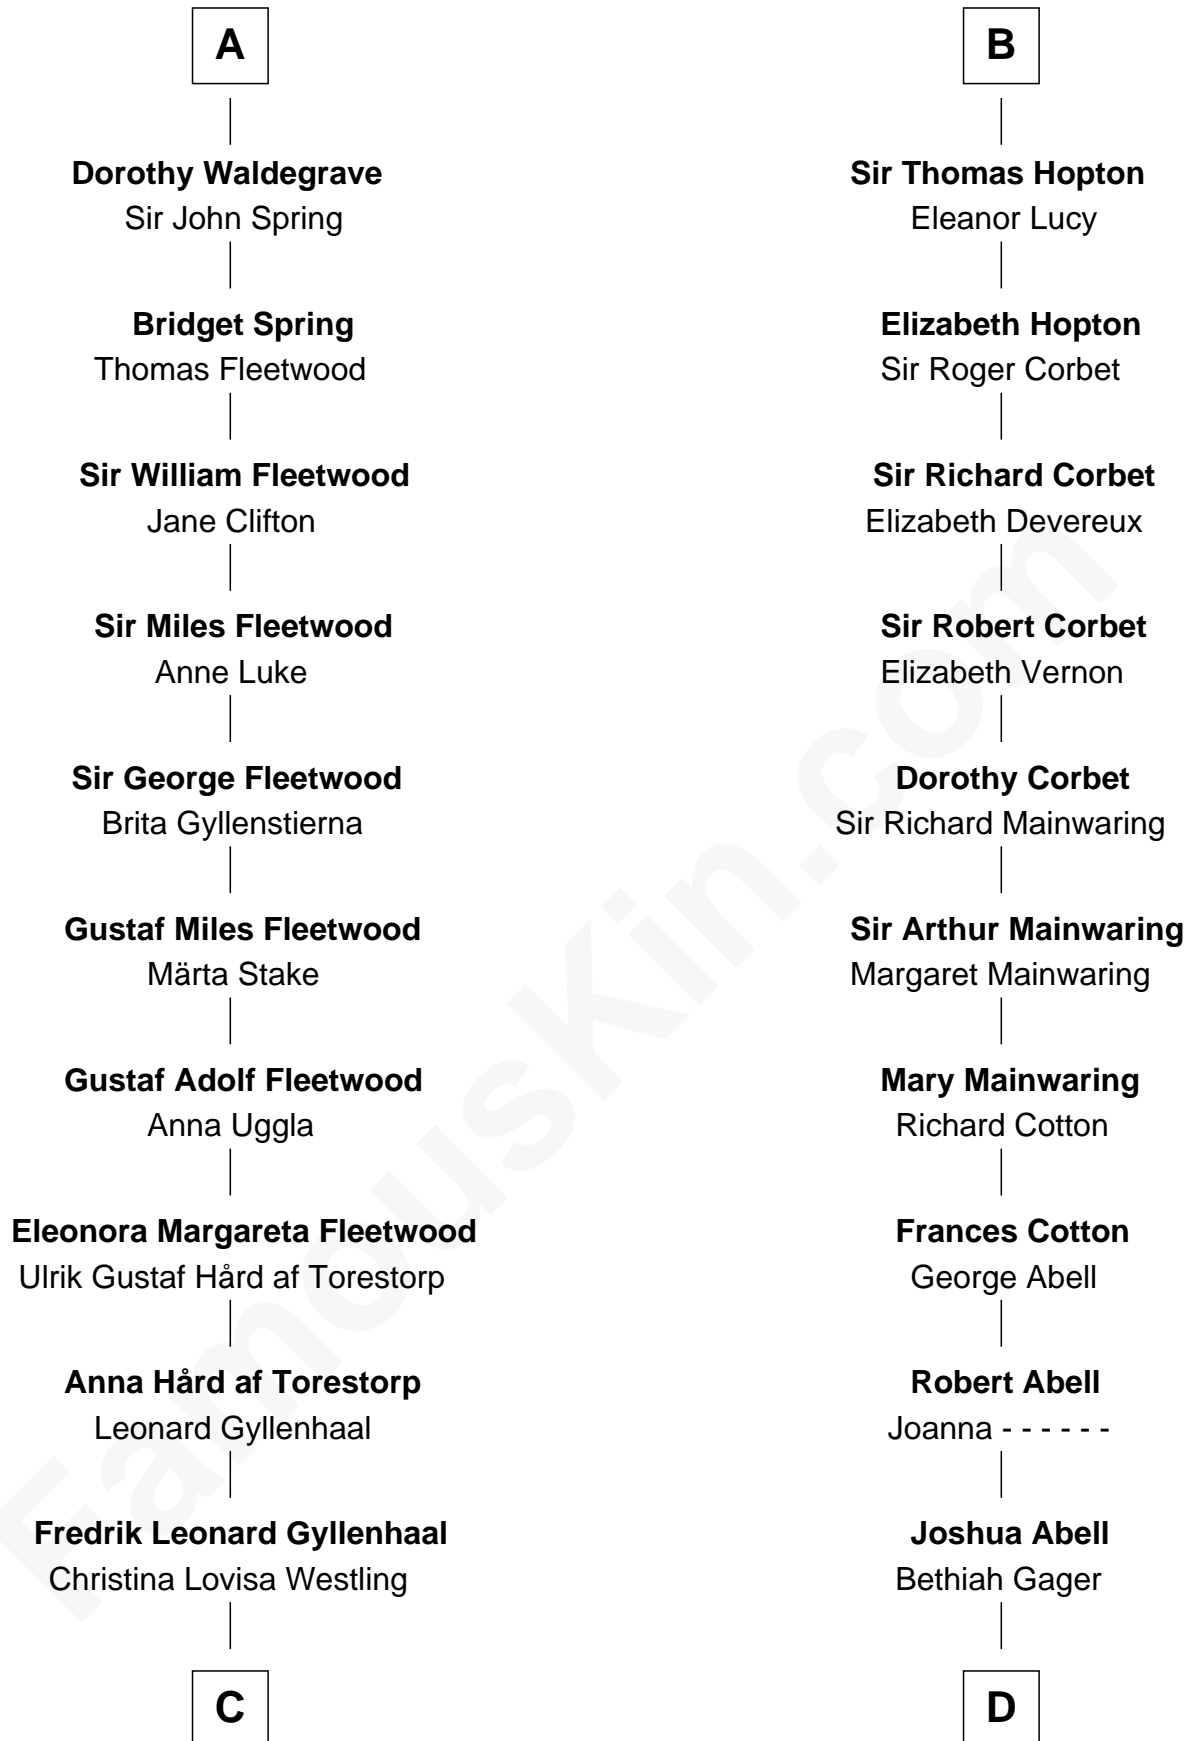 A
Dorothy Waldegrave
Sir John Spring
Bridget Spring
Thomas Fleetwood
Sir William Fleetwood
Jane Clifton
Sir Miles Fleetwood
Anne Luke
Sir George Fleetwood
Brita Gyllenstierna
Gustaf Miles Fleetwood
Märta Stake
Gustaf Adolf Fleetwood
Anna Uggla
Eleonora Margareta Fleetwood
Ulrik Gustaf Hård af Torestorp
Anna Hård af Torestorp
Leonard Gyllenhaal
Fredrik Leonard Gyllenhaal
Christina Lovisa Westling
C
B
Sir Thomas Hopton
Eleanor Lucy
Elizabeth Hopton
Sir Roger Corbet
Sir Richard Corbet
Elizabeth Devereux
Sir Robert Corbet
Elizabeth Vernon
Dorothy Corbet
Sir Richard Mainwaring
Sir Arthur Mainwaring
Margaret Mainwaring
Mary Mainwaring
Richard Cotton
Frances Cotton
George Abell
Robert Abell
Joanna - - - - - -
Joshua Abell
Bethiah Gager
D
FamousKin.com